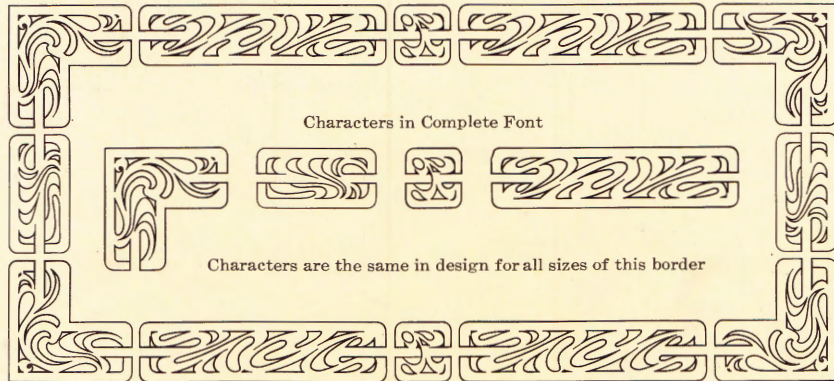 Characters in Complete Font
Characters are the same in design for all sizes of this border